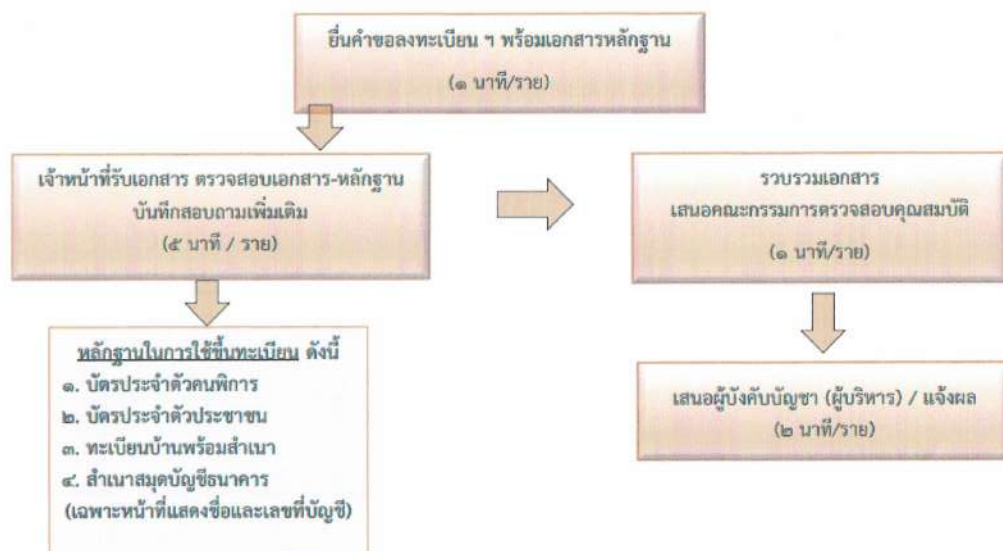 ยื่นคำขอลงทะเบียน ฯ พร้อมเอกสารหลักฐาน
(๑ นาที/ราย)
เจ้าหน้าที่รับเอกสาร ตรวจสอบเอกสาร-หลักฐาน
บันทึกสอบถามเพิ่มเติม
(๕ นาที / ราย)
รวบรวมเอกสาร
เสนอคณะกรรมการตรวจสอบคุณสมบัติ
(๑ นาที/ราย)
หลักฐานในการใช้ขึ้นทะเบียน ดังนี้
๑. บัตรประจำตัวคนพิการ
๒. บัตรประจำตัวประชาชน
๓. ทะเบียนบ้านพร้อมสำเนา
๔. สำเนาสมุดบัญชีธนาคาร
(เฉพาะหน้าที่แสดงชื่อและเลขที่บัญชี)
เสนอผู้บังคับบัญชา (ผู้บริหาร) / แจ้งผล
(๒ นาที/ราย)